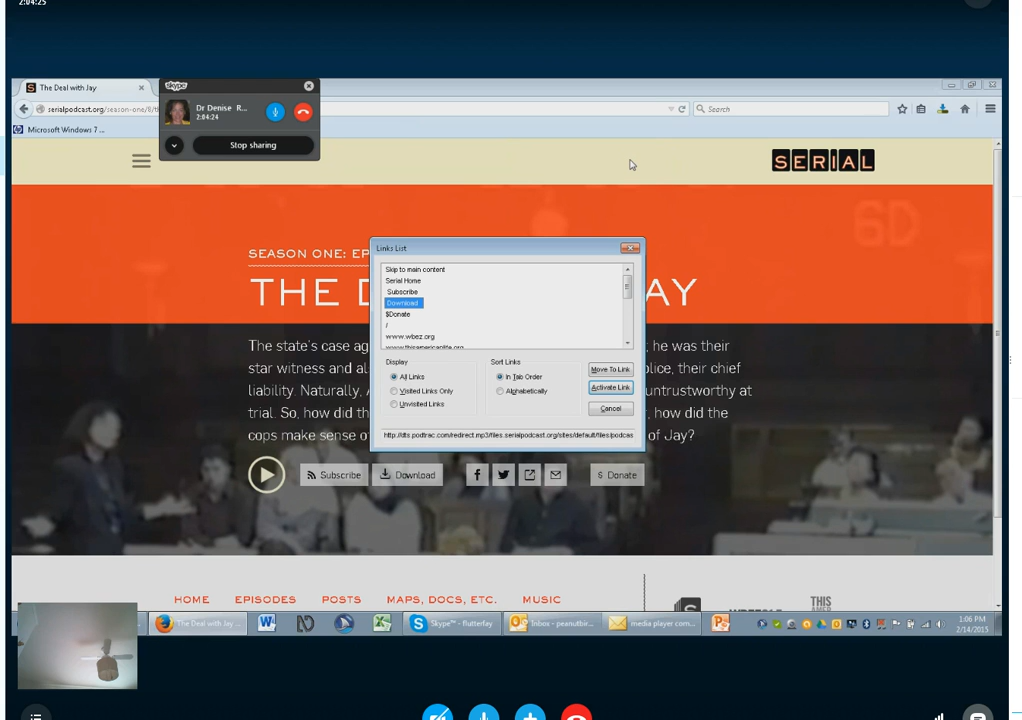 2:04:25
The Deal with Jay
skype
Dr Denise R...
2:04:24
Stop sharing
serialpodcast.org/season-one/8/t
Search
Microsoft Windows 7 ...
SERIAL
6D
SEASON ONE: EP
THE D
AY
Links List
Skip to main content
Serial Home
Subscribe
Download
$Donate
/
www.wbez.org
www.thisamericanlife.org
Display
All Links
Visited Links Only
Unvisited Links
Sort Links
In Tab Order
Alphabetically
Move To Link
Activate Link
Cancel
http://dts.podtrac.com/redirect.mp3/files.serialpodcast.org/sites/default/files/podcas
The state's case ag
, he was their
star witness and al
olice, their chief
liability. Naturally, A
untrustworthy at
trial. So, how did th
, how did the
cops make sense o
of Jay?
Subscribe
Download
$ Donate
HOME EPISODES POSTS MAPS, DOCS, ETC. MUSIC
THIS
The Deal with Jay ...
Skype™ - flutterfay
Inbox - peanutbir...
media player com...
1:06 PM
2/14/2015